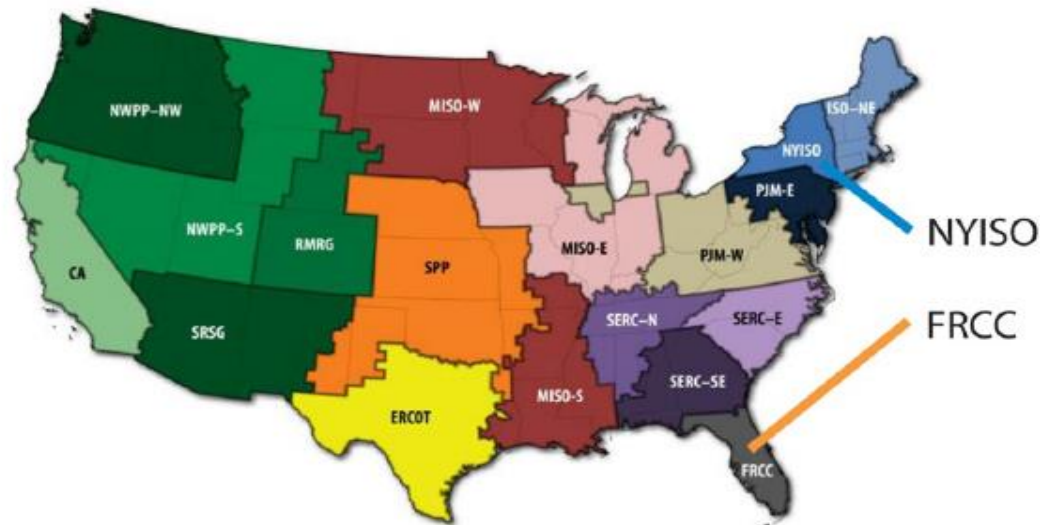 NWPP–NW
MISO-W
ISO–NE
NYISO
PJM-E
NWPP–S
RMRG
MISO–E
PJM-W
NYISO
CA
SPP
SRSG
SERC–N
SERC–E
FRCC
SERC–SE
MISO-S
ERCOT
FRCC